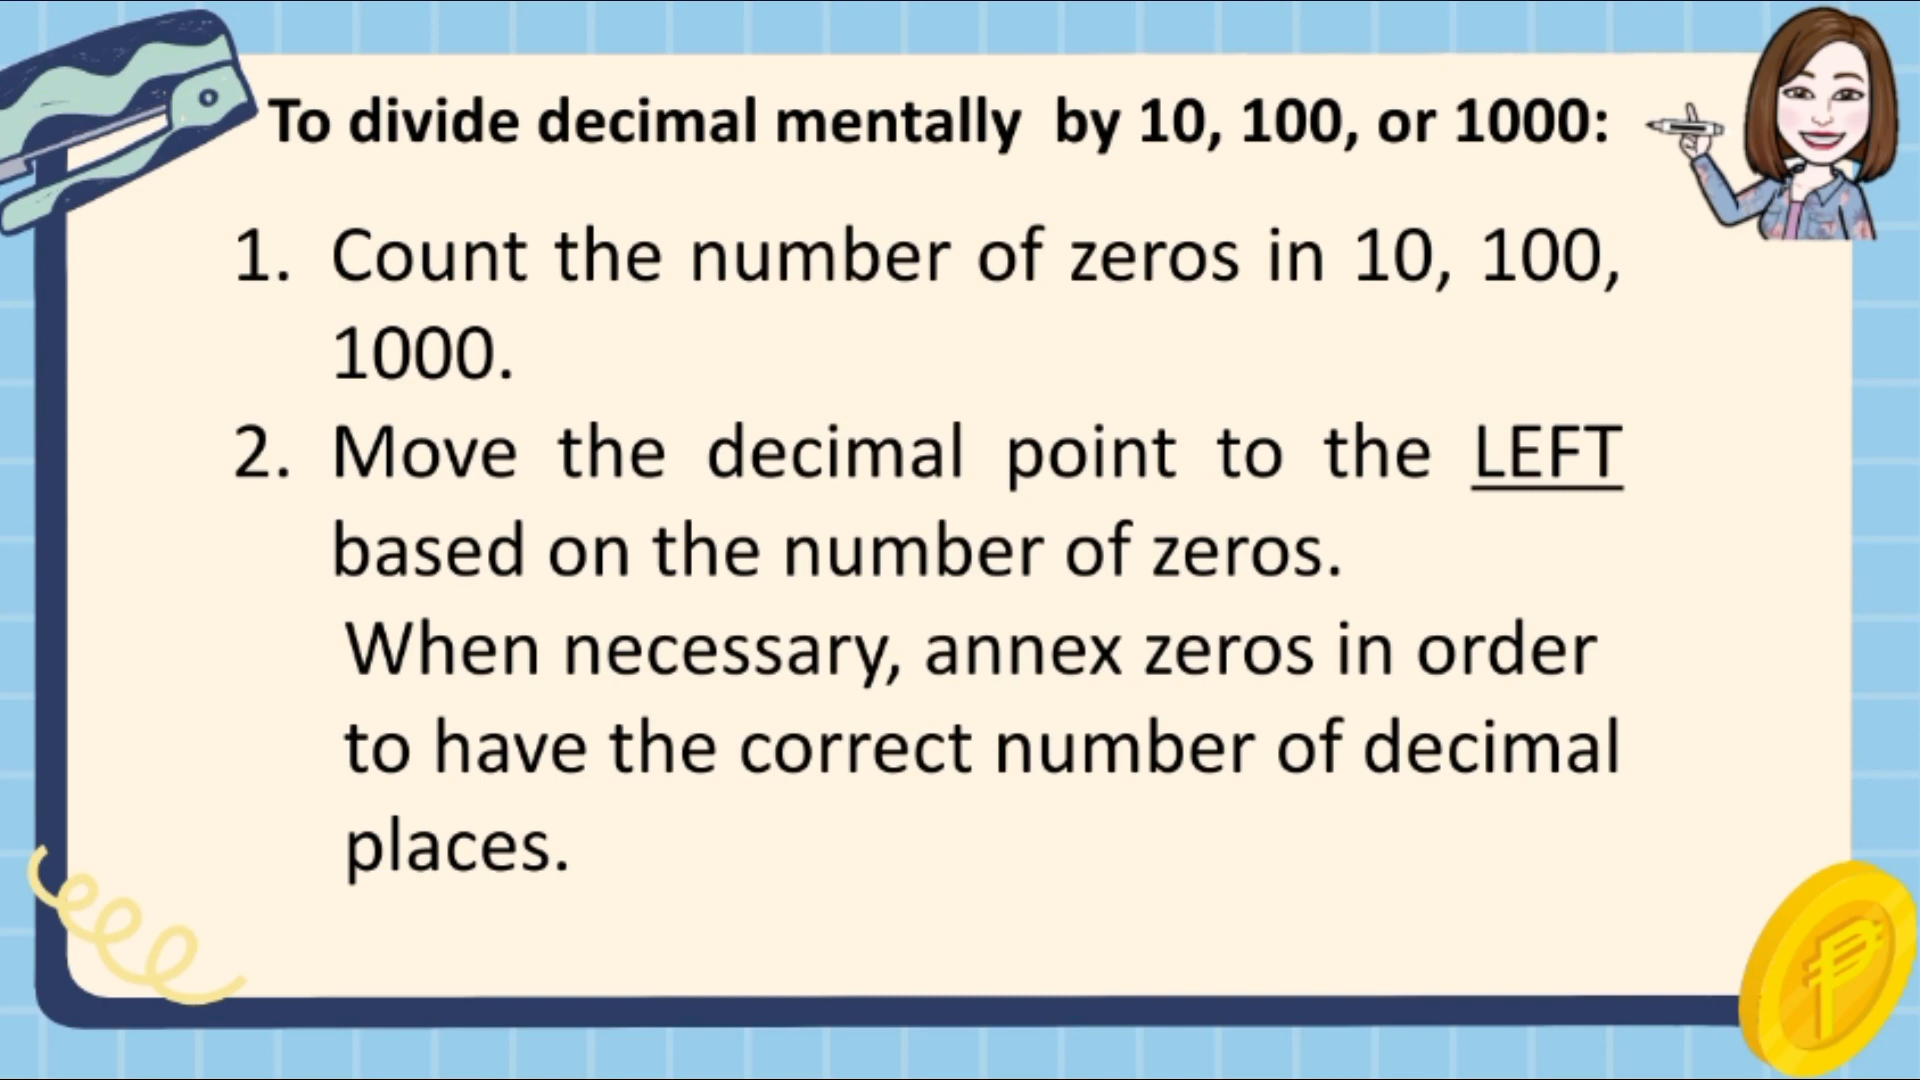 To divide decimal mentally by 10, 100, or 1000:
1. Count the number of zeros in 10, 100,
1000.
2. Move the decimal point to the LEFT
based on the number of zeros.
When necessary, annex zeros in order
to have the correct number of decimal
places.